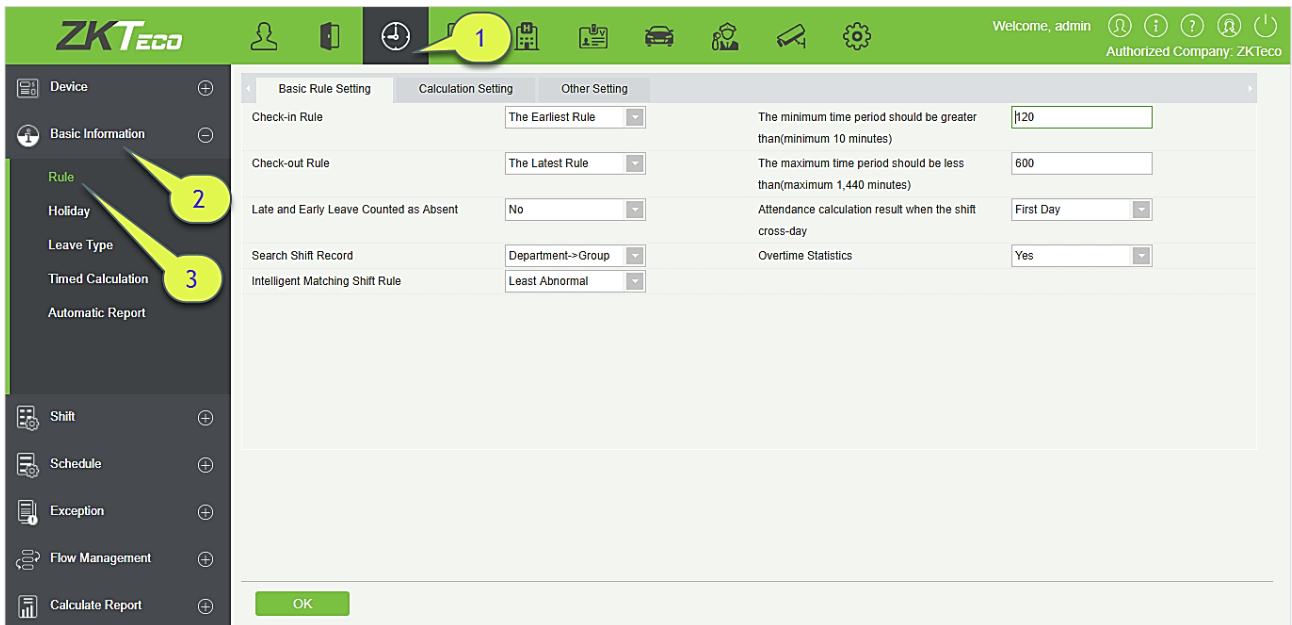 ZKTeco
1
Welcome, admin
Authorized Company: ZKTeco
Device
Basic Information
Rule
2
Holiday
Leave Type
Timed Calculation
3
Automatic Report
Shift
Schedule
Exception
Flow Management
Calculate Report
Basic Rule Setting
Calculation Setting
Other Setting
Check-in Rule
The Earliest Rule
The minimum time period should be greater
than(minimum 10 minutes)
120
Check-out Rule
The Latest Rule
The maximum time period should be less
than(maximum 1,440 minutes)
600
Late and Early Leave Counted as Absent
No
Attendance calculation result when the shift
cross-day
First Day
Search Shift Record
Department->Group
Overtime Statistics
Yes
Intelligent Matching Shift Rule
Least Abnormal
OK